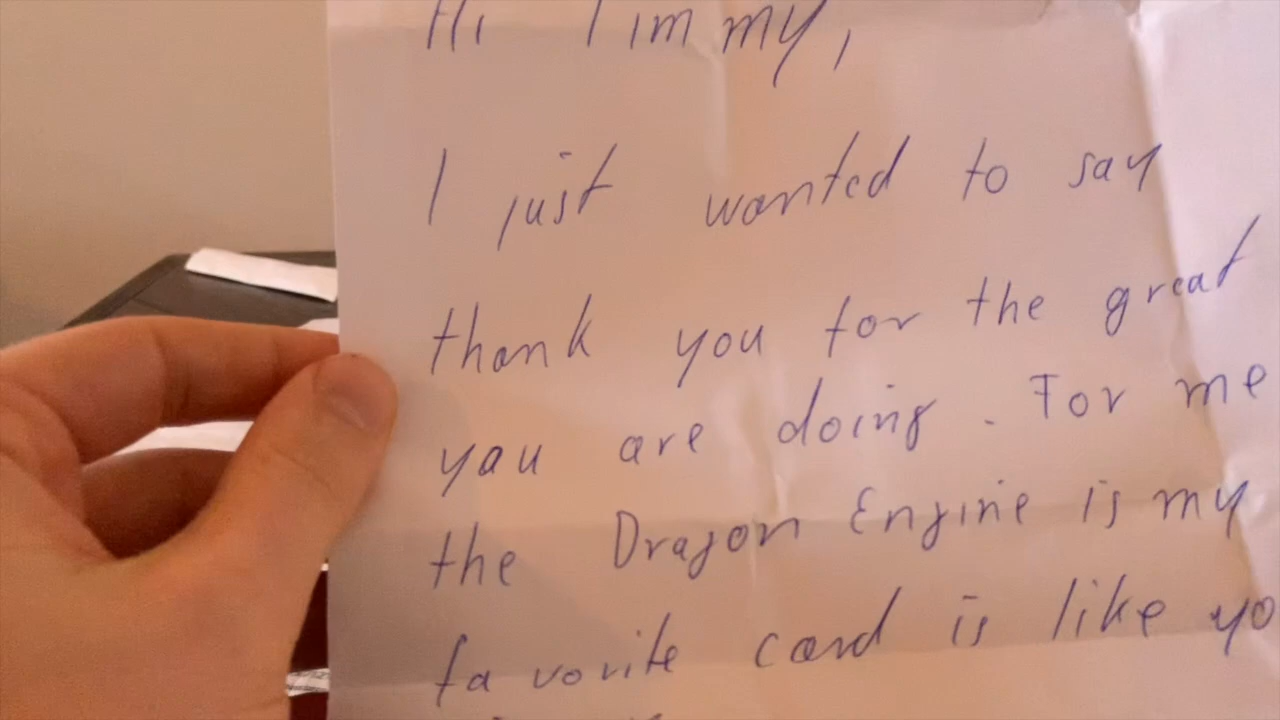 Hi Timmy,
I just wanted to say
thank you for the great
yau are doing. For me
the Dragon Engine is my
favorite card is like yo